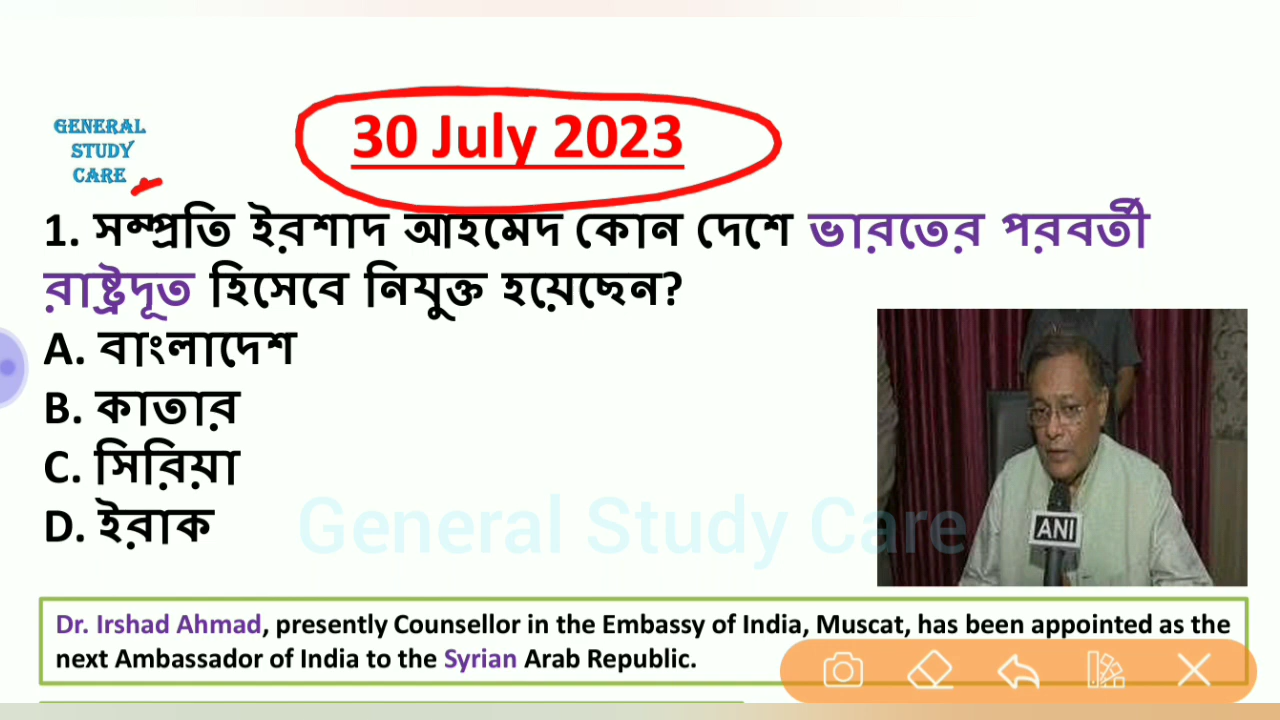 GENERAL
STUDY
CARE
30 July 2023
1. সম্প্রতি ইরশাদ আহমেদ কোন দেশে ভারতের পরবর্তী
রাষ্ট্রদূত হিসেবে নিযুক্ত হয়েছেন?
A. বাংলাদেশ
B. কাতার
C. সিরিয়া
D. ইরাক
General Study Care
ANI
Dr. Irshad Ahmad, presently Counsellor in the Embassy of India, Muscat, has been appointed as the
next Ambassador of India to the Syrian Arab Republic.